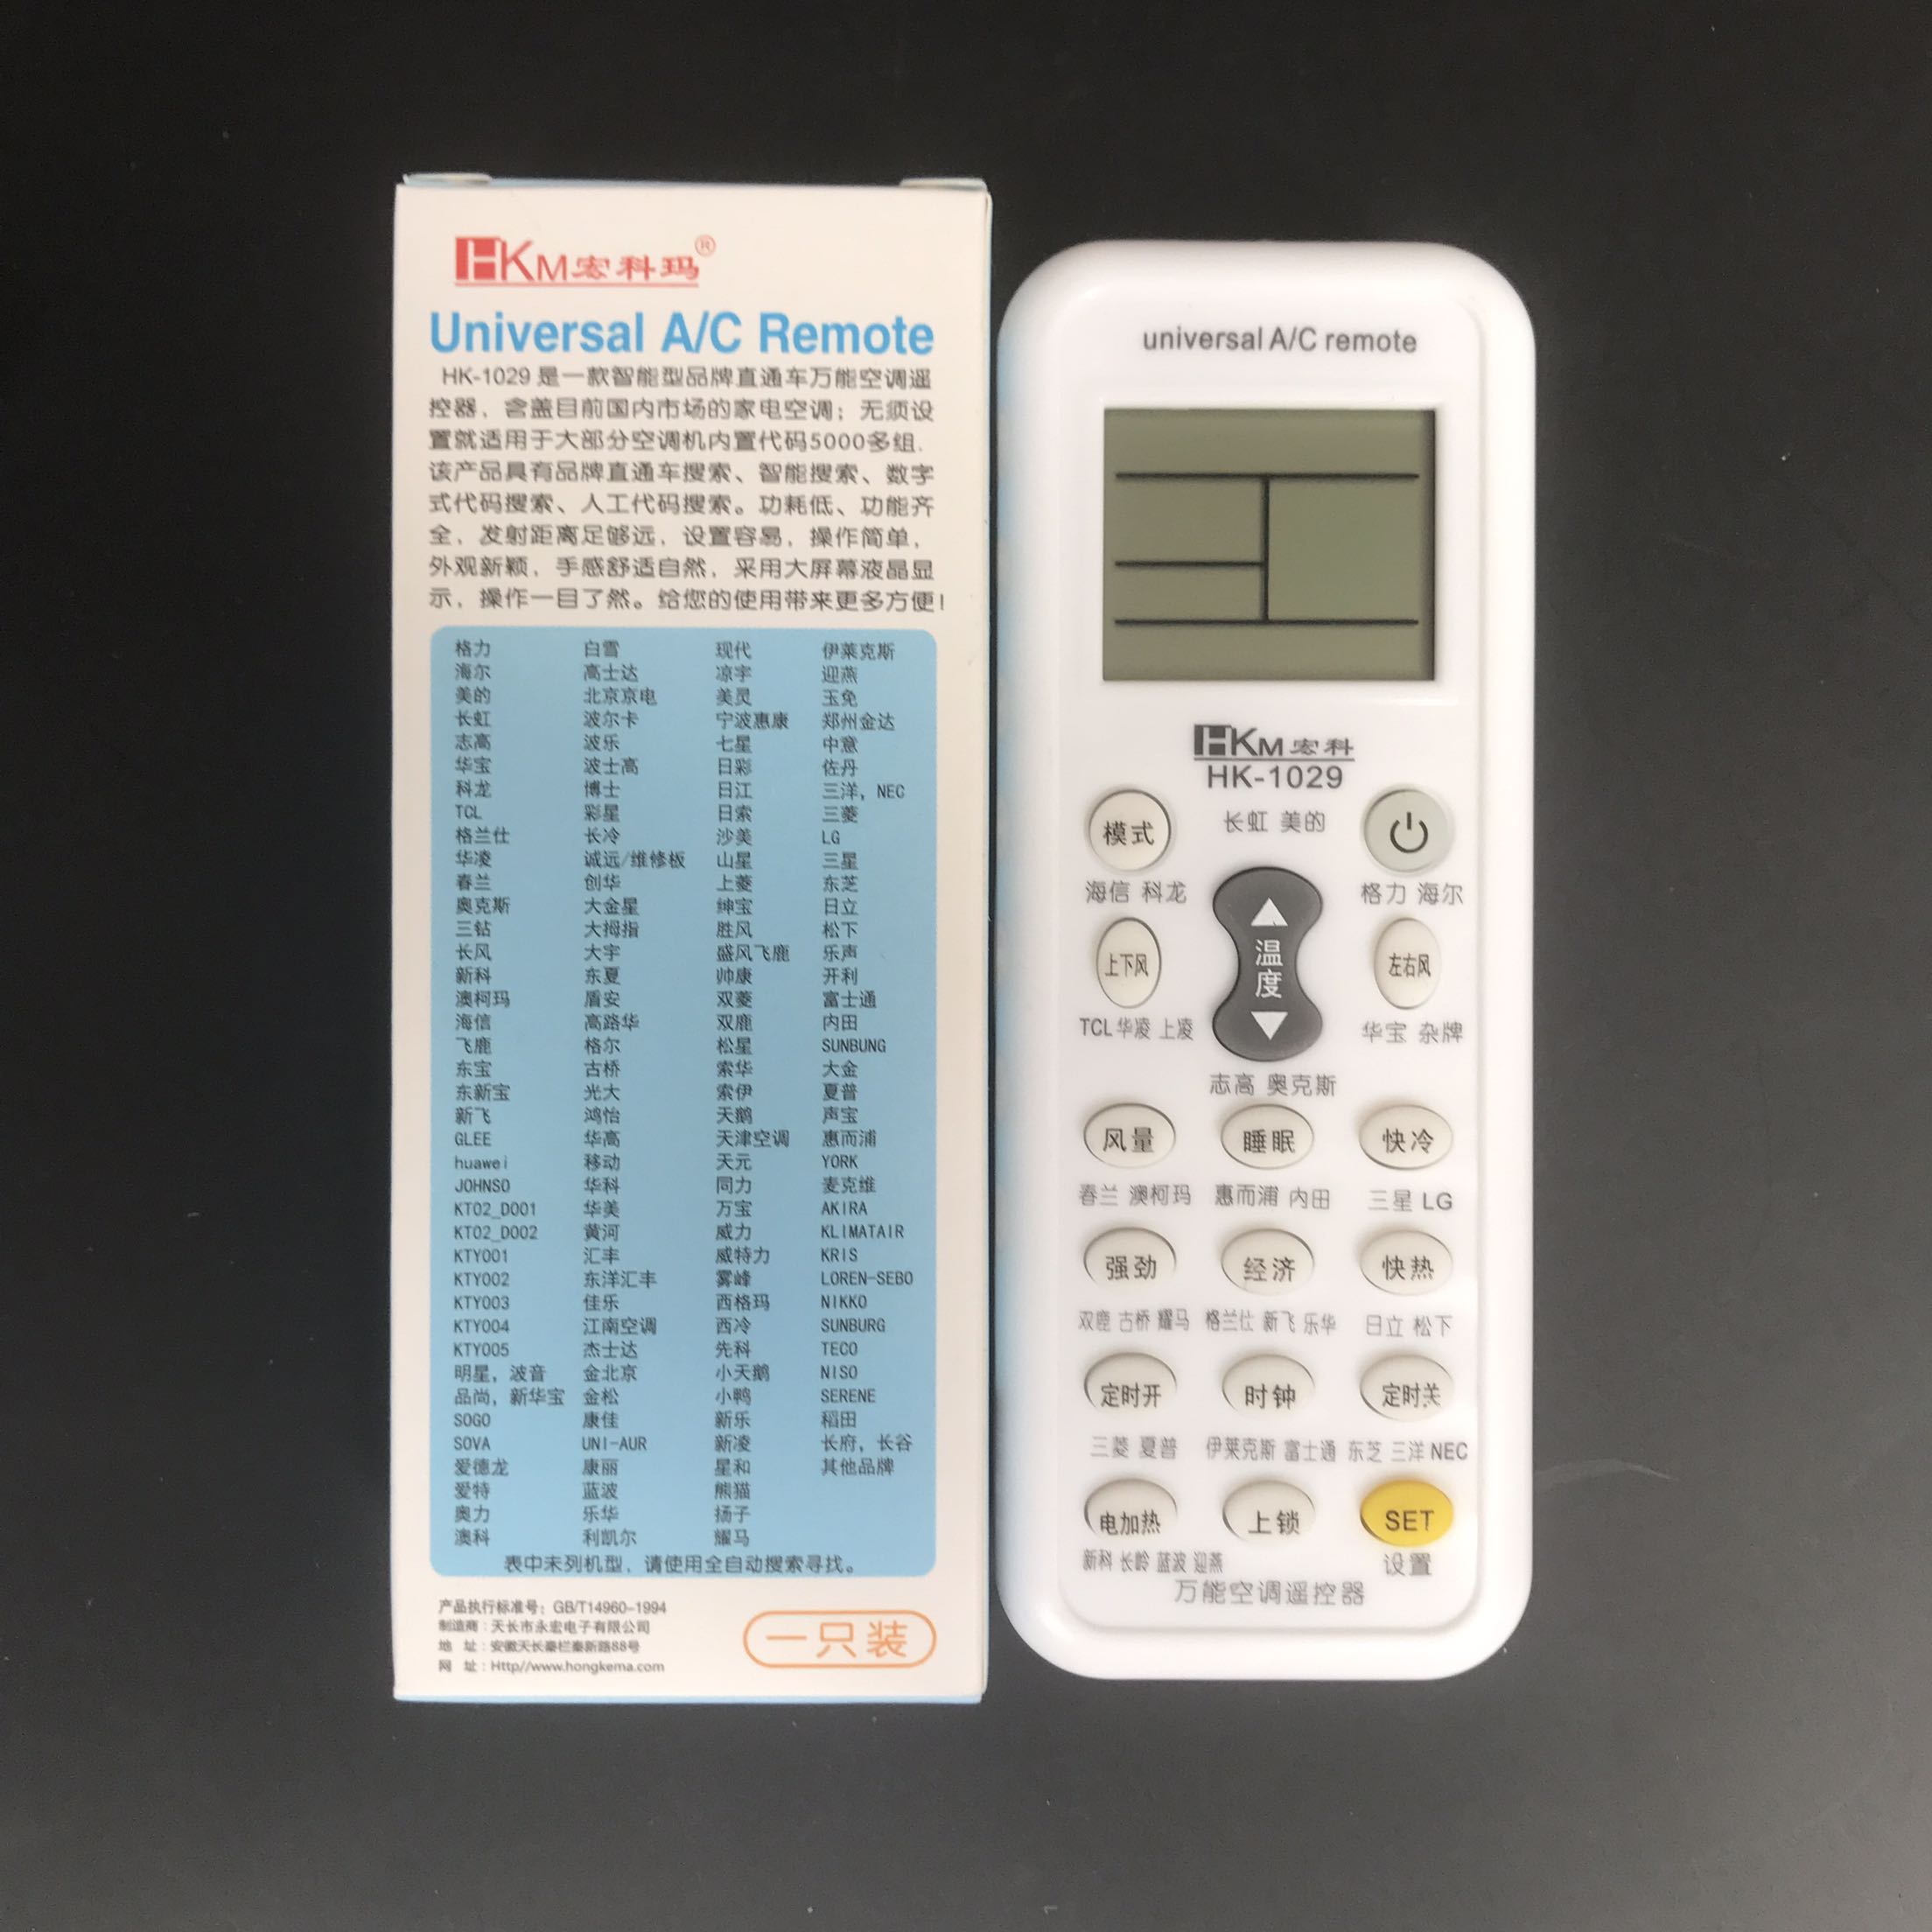 HKM宏科玛®
Universal A/C Remote
HK-1029 是一款智能型品牌直通车万能空调遥
控器，含盖目前国内市场的家电空调；无须设
置就适用于大部分空调机内置代码5000多组.
该产品具有品牌直通车搜索、智能搜索、数字
式代码搜索、人工代码搜索。功耗低、功能齐
全，发射距离足够远，设置容易，操作简单，
外观新颖，手感舒适自然，采用大屏幕液晶显
示，操作一目了然。给您的使用带来更多方便！
格力 白雪 现代 伊莱克斯
海尔 高士达 凉宇 迎燕
美的 北京京电 美灵 玉兔
长虹 波尔卡 宁波惠康 郑州金达
志高 波乐 七星 中意
华宝 波士高 日彩 佐丹
科龙 博士 日江 三洋，NEC
TCL 彩星 日索 三菱
格兰仕 长冷 沙美 LG
华凌 诚远/维修板 山星 三星
春兰 创华 上菱 东芝
奥克斯 大金星 绅宝 日立
三钻 大拇指 胜风 松下
长风 大宇 盛风飞鹿 乐声
新科 东夏 帅康 开利
澳柯玛 盾安 双菱 富士通
海信 高路华 双鹿 内田
飞鹿 格尔 松星 SUNBUNG
东宝 古桥 索华 大金
东新宝 光大 索伊 夏普
新飞 鸿怡 天鹅 声宝
GLEE 华高 天津空调 惠而浦
huawei 移动 天元 YORK
JOHNSO 华科 同力 麦克维
KT02_D001 华美 万宝 AKIRA
KT02_D002 黄河 威力 KLIMATAIR
KTY001 汇丰 威特力 KRIS
KTY002 东洋汇丰 雾峰 LOREN-SEBO
KTY003 佳乐 西格玛 NIKKO
KTY004 江南空调 西冷 SUNBURG
KTY005 杰士达 先科 TECO
明星，波音 金北京 小天鹅 NISO
品尚，新华宝 金松 小鸭 SERENE
SOGO 康佳 新乐 稻田
SOVA UNI-AUR 新凌 长府，长谷
爱德龙 康丽 星和 其他品牌
爱特 蓝波 熊猫
奥力 乐华 扬子
澳科 利凯尔 耀马
表中未列机型，请使用全自动搜索寻找。
产品执行标准号：GB/T14960-1994
制造商：天长市永宏电子有限公司
地 址：安徽天长秦栏秦新路88号
网 址：Http//www.hongkema.com
一只装
universal A/C remote
HKM宏科
HK-1029
模式 长虹 美的
海信 科龙 格力 海尔
上下风 温度 左右风
TCL 华凌 上凌 华宝 杂牌
志高 奥克斯
风量 睡眠 快冷
春兰 澳柯玛 惠而浦 内田 三星 LG
强劲 经济 快热
双鹿 古桥 耀马 格兰仕 新飞 乐华 日立 松下
定时开 时钟 定时关
三菱 夏普 伊莱克斯 富士通 东芝 三洋 NEC
电加热 上锁 SET
新科 长岭 蓝波 迎燕 设置
万能空调遥控器